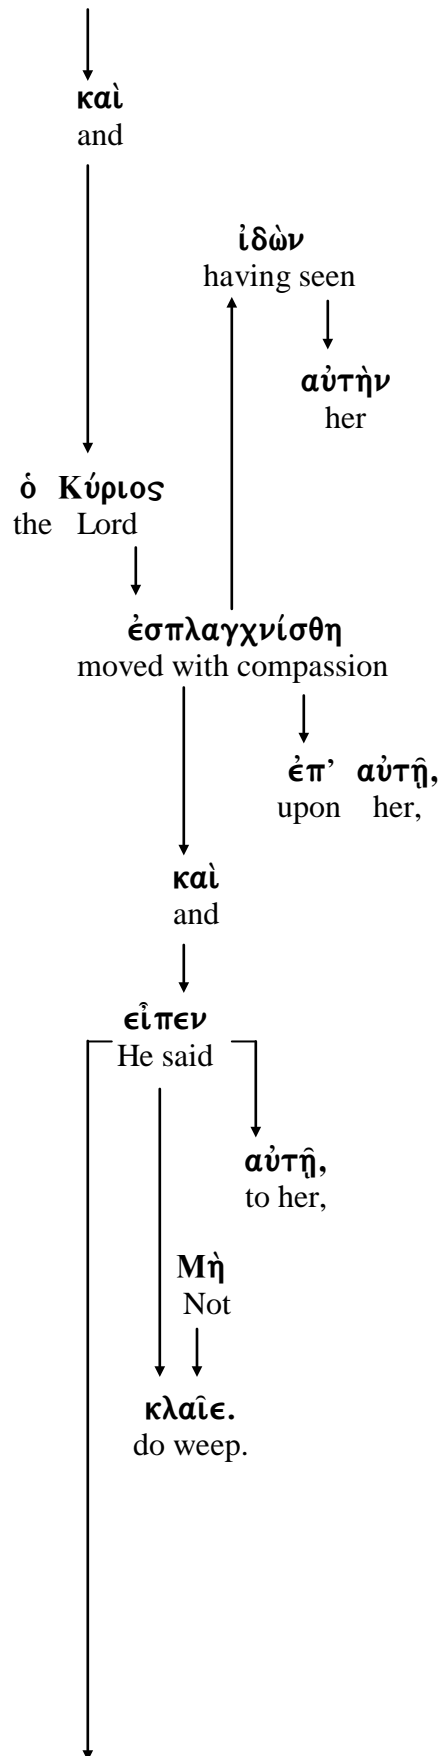 καὶ
and
ἰδὼν
having seen
αὐτὴν
her
ὁ Κύριος
the Lord
ἐσπλαγχνίσθη
moved with compassion
ἐπ’ αὐτῇ,
upon her,
καὶ
and
εἶπεν
He said
αὐτῇ,
to her,
Μὴ
Not
κλαῖε.
do weep.